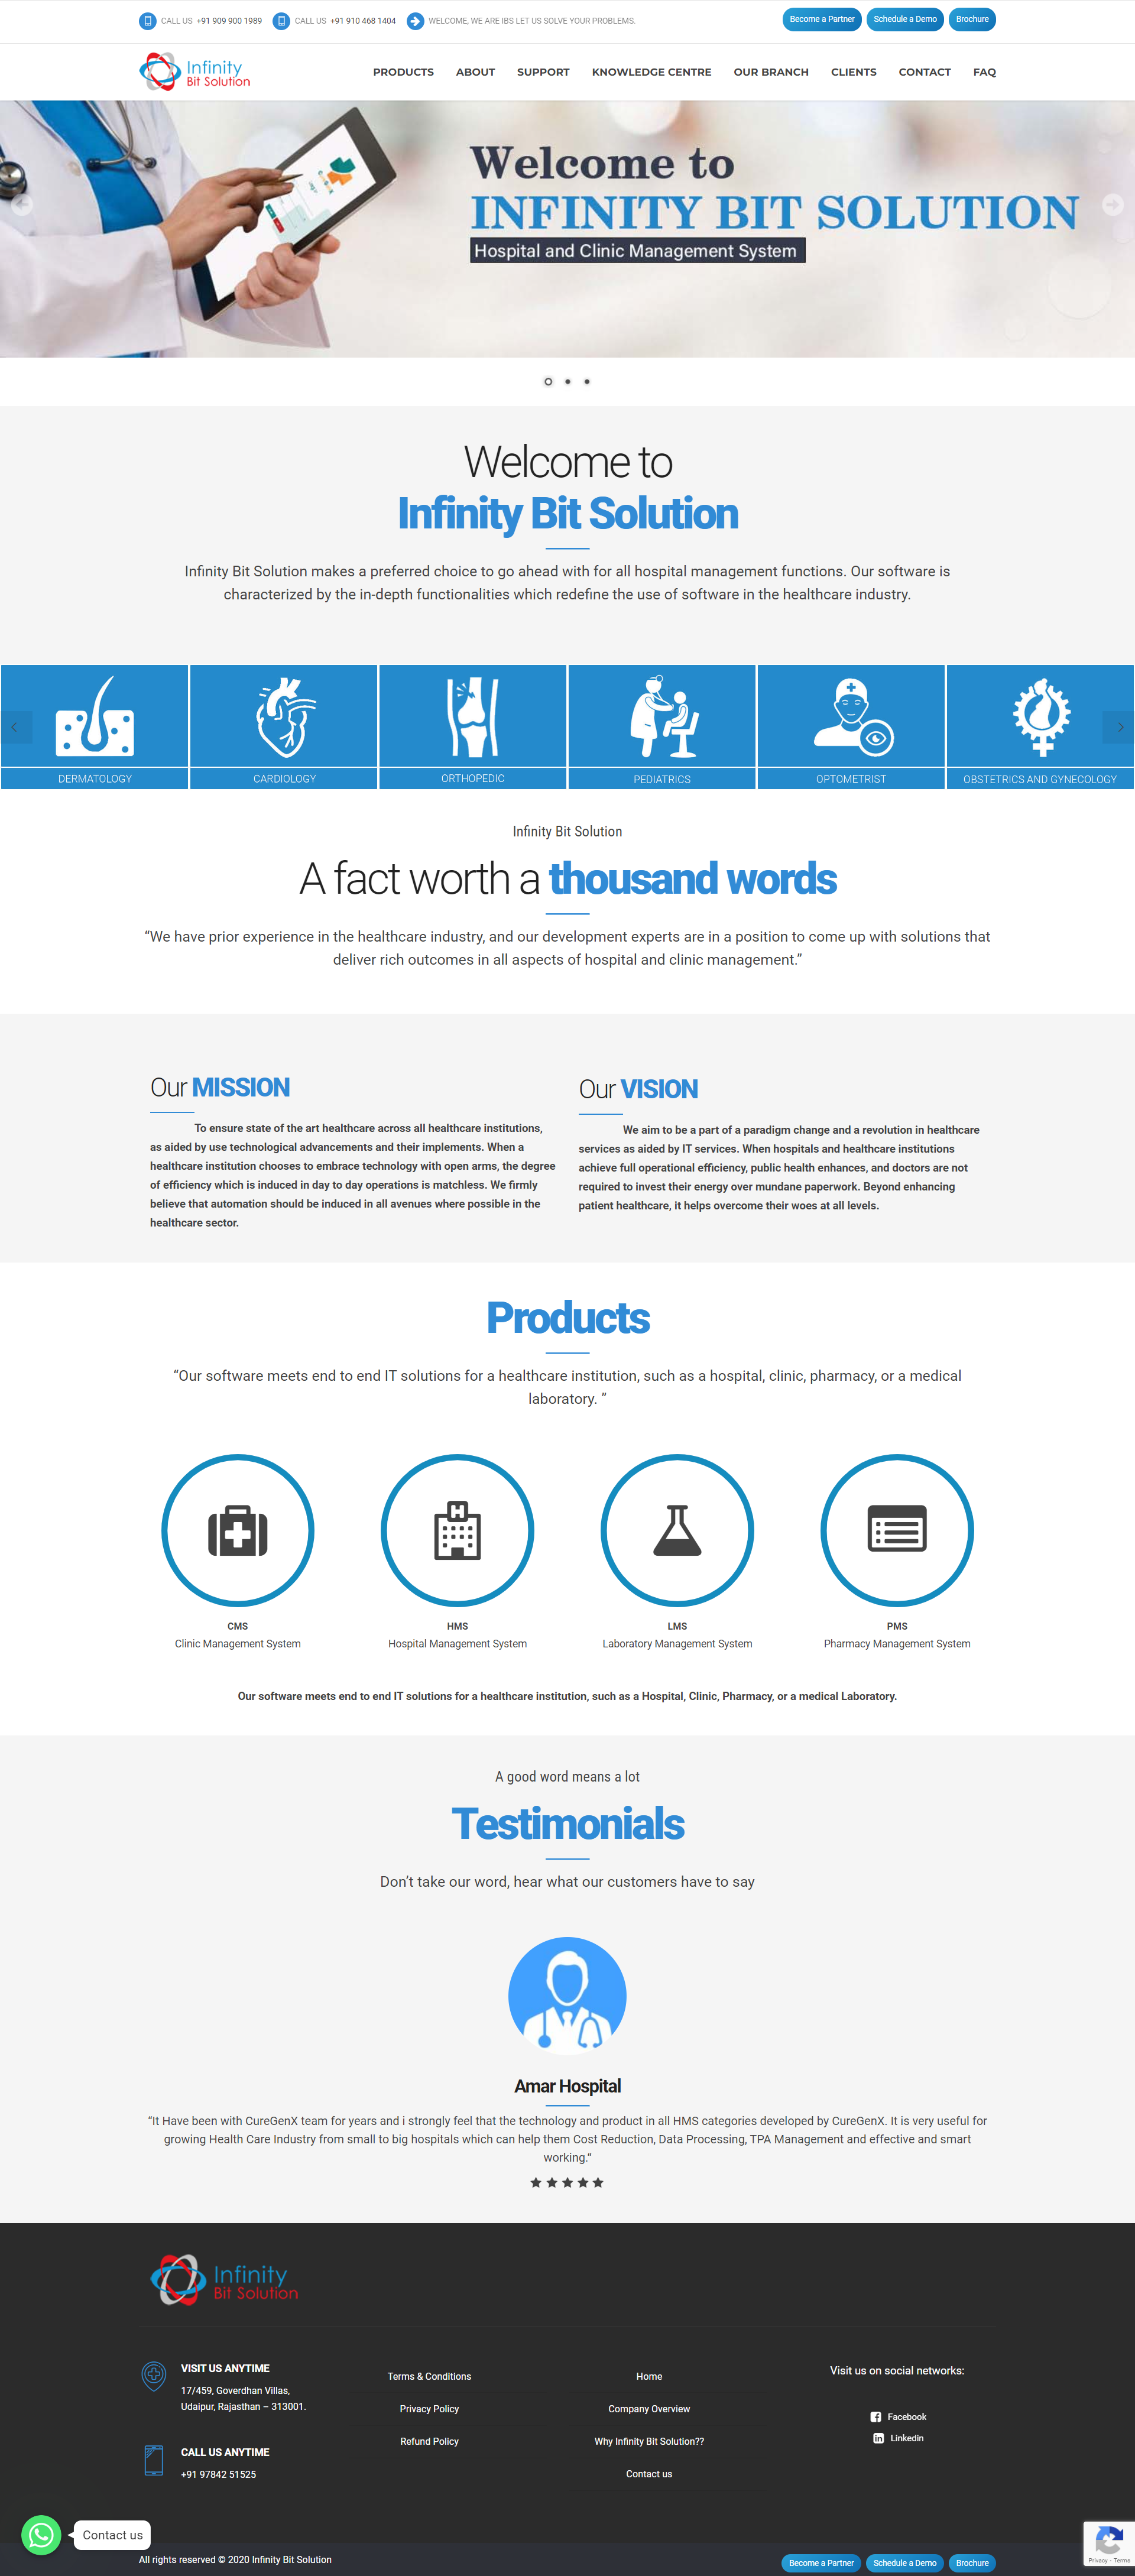 CALL US +91 909 900 1989 CALL US +91 910 468 1404 WELCOME, WE ARE IBS LET US SOLVE YOUR PROBLEMS.
Become a Partner Schedule a Demo Brochure
Infinity
Bit Solution
PRODUCTS ABOUT SUPPORT KNOWLEDGE CENTRE OUR BRANCH CLIENTS CONTACT FAQ
Welcome to
INFINITY BIT SOLUTION
Hospital and Clinic Management System
Welcome to
Infinity Bit Solution
Infinity Bit Solution makes a preferred choice to go ahead with for all hospital management functions. Our software is
characterized by the in-depth functionalities which redefine the use of software in the healthcare industry.
DERMATOLOGY CARDIOLOGY ORTHOPEDIC PEDIATRICS OPTOMETRIST OBSTETRICS AND GYNECOLOGY
Infinity Bit Solution
A fact worth a thousand words
“We have prior experience in the healthcare industry, and our development experts are in a position to come up with solutions that
deliver rich outcomes in all aspects of hospital and clinic management.”
Our MISSION
To ensure state of the art healthcare across all healthcare institutions,
as aided by use technological advancements and their implements. When a
healthcare institution chooses to embrace technology with open arms, the degree
of efficiency which is induced in day to day operations is matchless. We firmly
believe that automation should be induced in all avenues where possible in the
healthcare sector.
Our VISION
We aim to be a part of a paradigm change and a revolution in healthcare
services as aided by IT services. When hospitals and healthcare institutions
achieve full operational efficiency, public health enhances, and doctors are not
required to invest their energy over mundane paperwork. Beyond enhancing
patient healthcare, it helps overcome their woes at all levels.
Products
“Our software meets end to end IT solutions for a healthcare institution, such as a hospital, clinic, pharmacy, or a medical
laboratory. ”
CMS
Clinic Management System
HMS
Hospital Management System
LMS
Laboratory Management System
PMS
Pharmacy Management System
Our software meets end to end IT solutions for a healthcare institution, such as a Hospital, Clinic, Pharmacy, or a medical Laboratory.
A good word means a lot
Testimonials
Don’t take our word, hear what our customers have to say
Amar Hospital
“It Have been with CureGenX team for years and i strongly feel that the technology and product in all HMS categories developed by CureGenX. It is very useful for
growing Health Care Industry from small to big hospitals which can help them Cost Reduction, Data Processing, TPA Management and effective and smart
working.“
Infinity
Bit Solution
VISIT US ANYTIME
17/459, Goverdhan Villas,
Udaipur, Rajasthan – 313001.
CALL US ANYTIME
+91 97842 51525
Terms & Conditions
Privacy Policy
Refund Policy
Home
Company Overview
Why Infinity Bit Solution??
Contact us
Visit us on social networks:
Facebook
Linkedin
Contact us
All rights reserved © 2020 Infinity Bit Solution
Become a Partner Schedule a Demo Brochure
Privacy - Terms